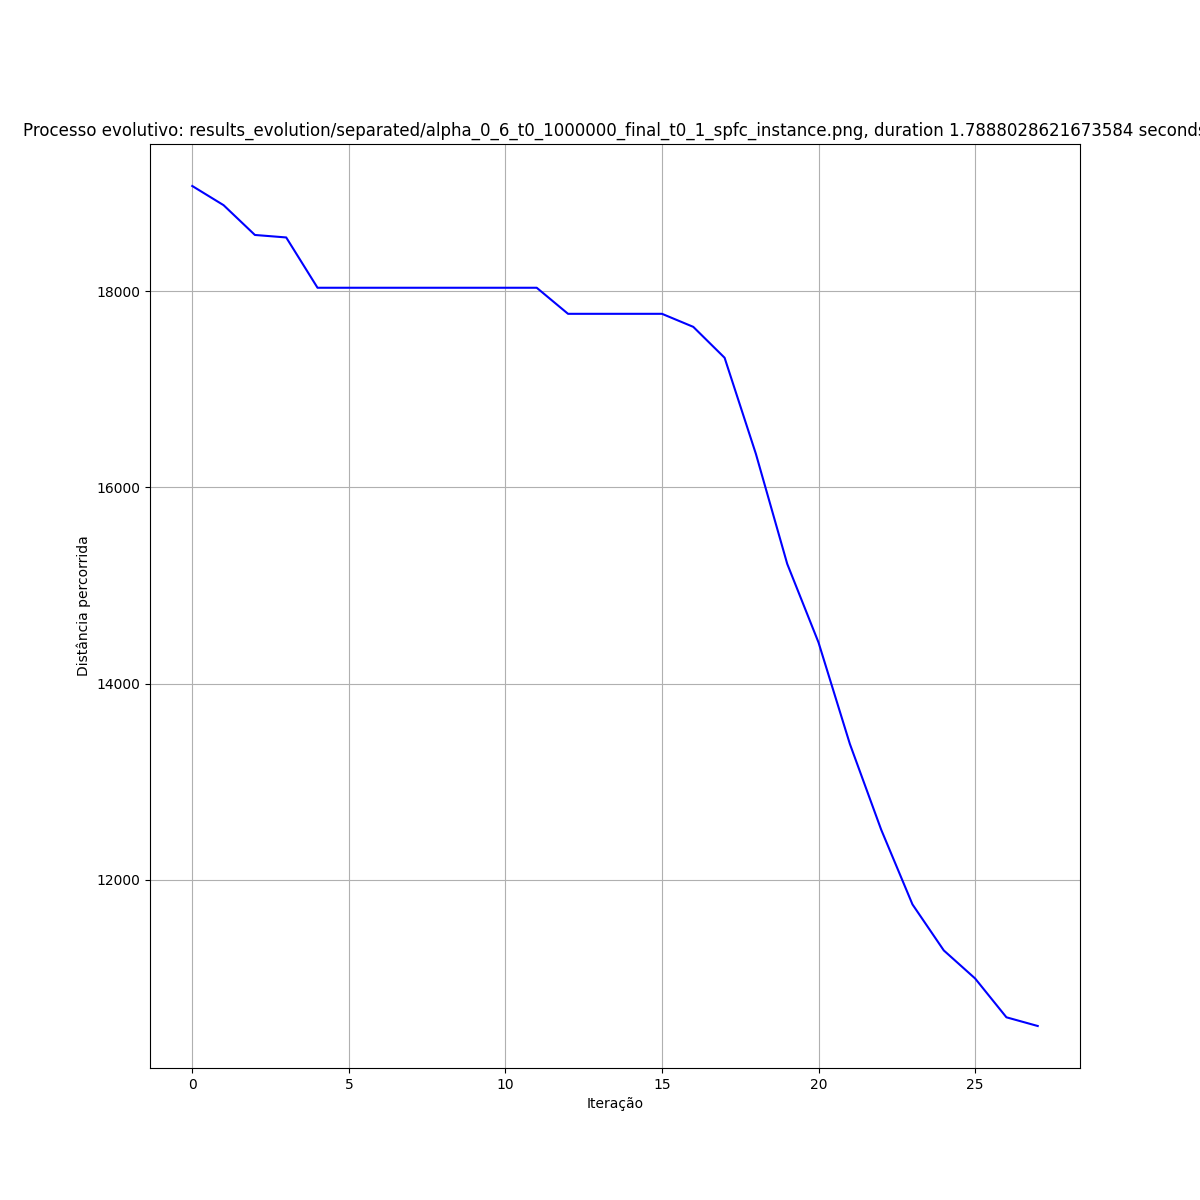 Processo evolutivo: results_evolution/separated/alpha_0_6_t0_1000000_final_t0_1_spfc_instance.png, duration 1.7888028621673584 seconds
18000
16000
14000
12000
Distância percorrida
0 5 10 15 20 25
Iteração